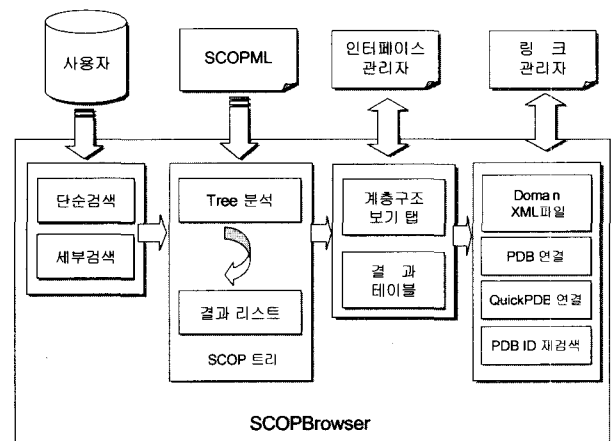 사용자
SCOPML
인터페이스
관리자
링 크
관리자
단순검색
세부검색
Tree 분석
결과 리스트
SCOP 트리
계층구조
보기 탭
결 과
테이블
Doma n
XML파일
PDB 연결
QuickPDB 연결
PDB ID 재검색
SCOPBrowser